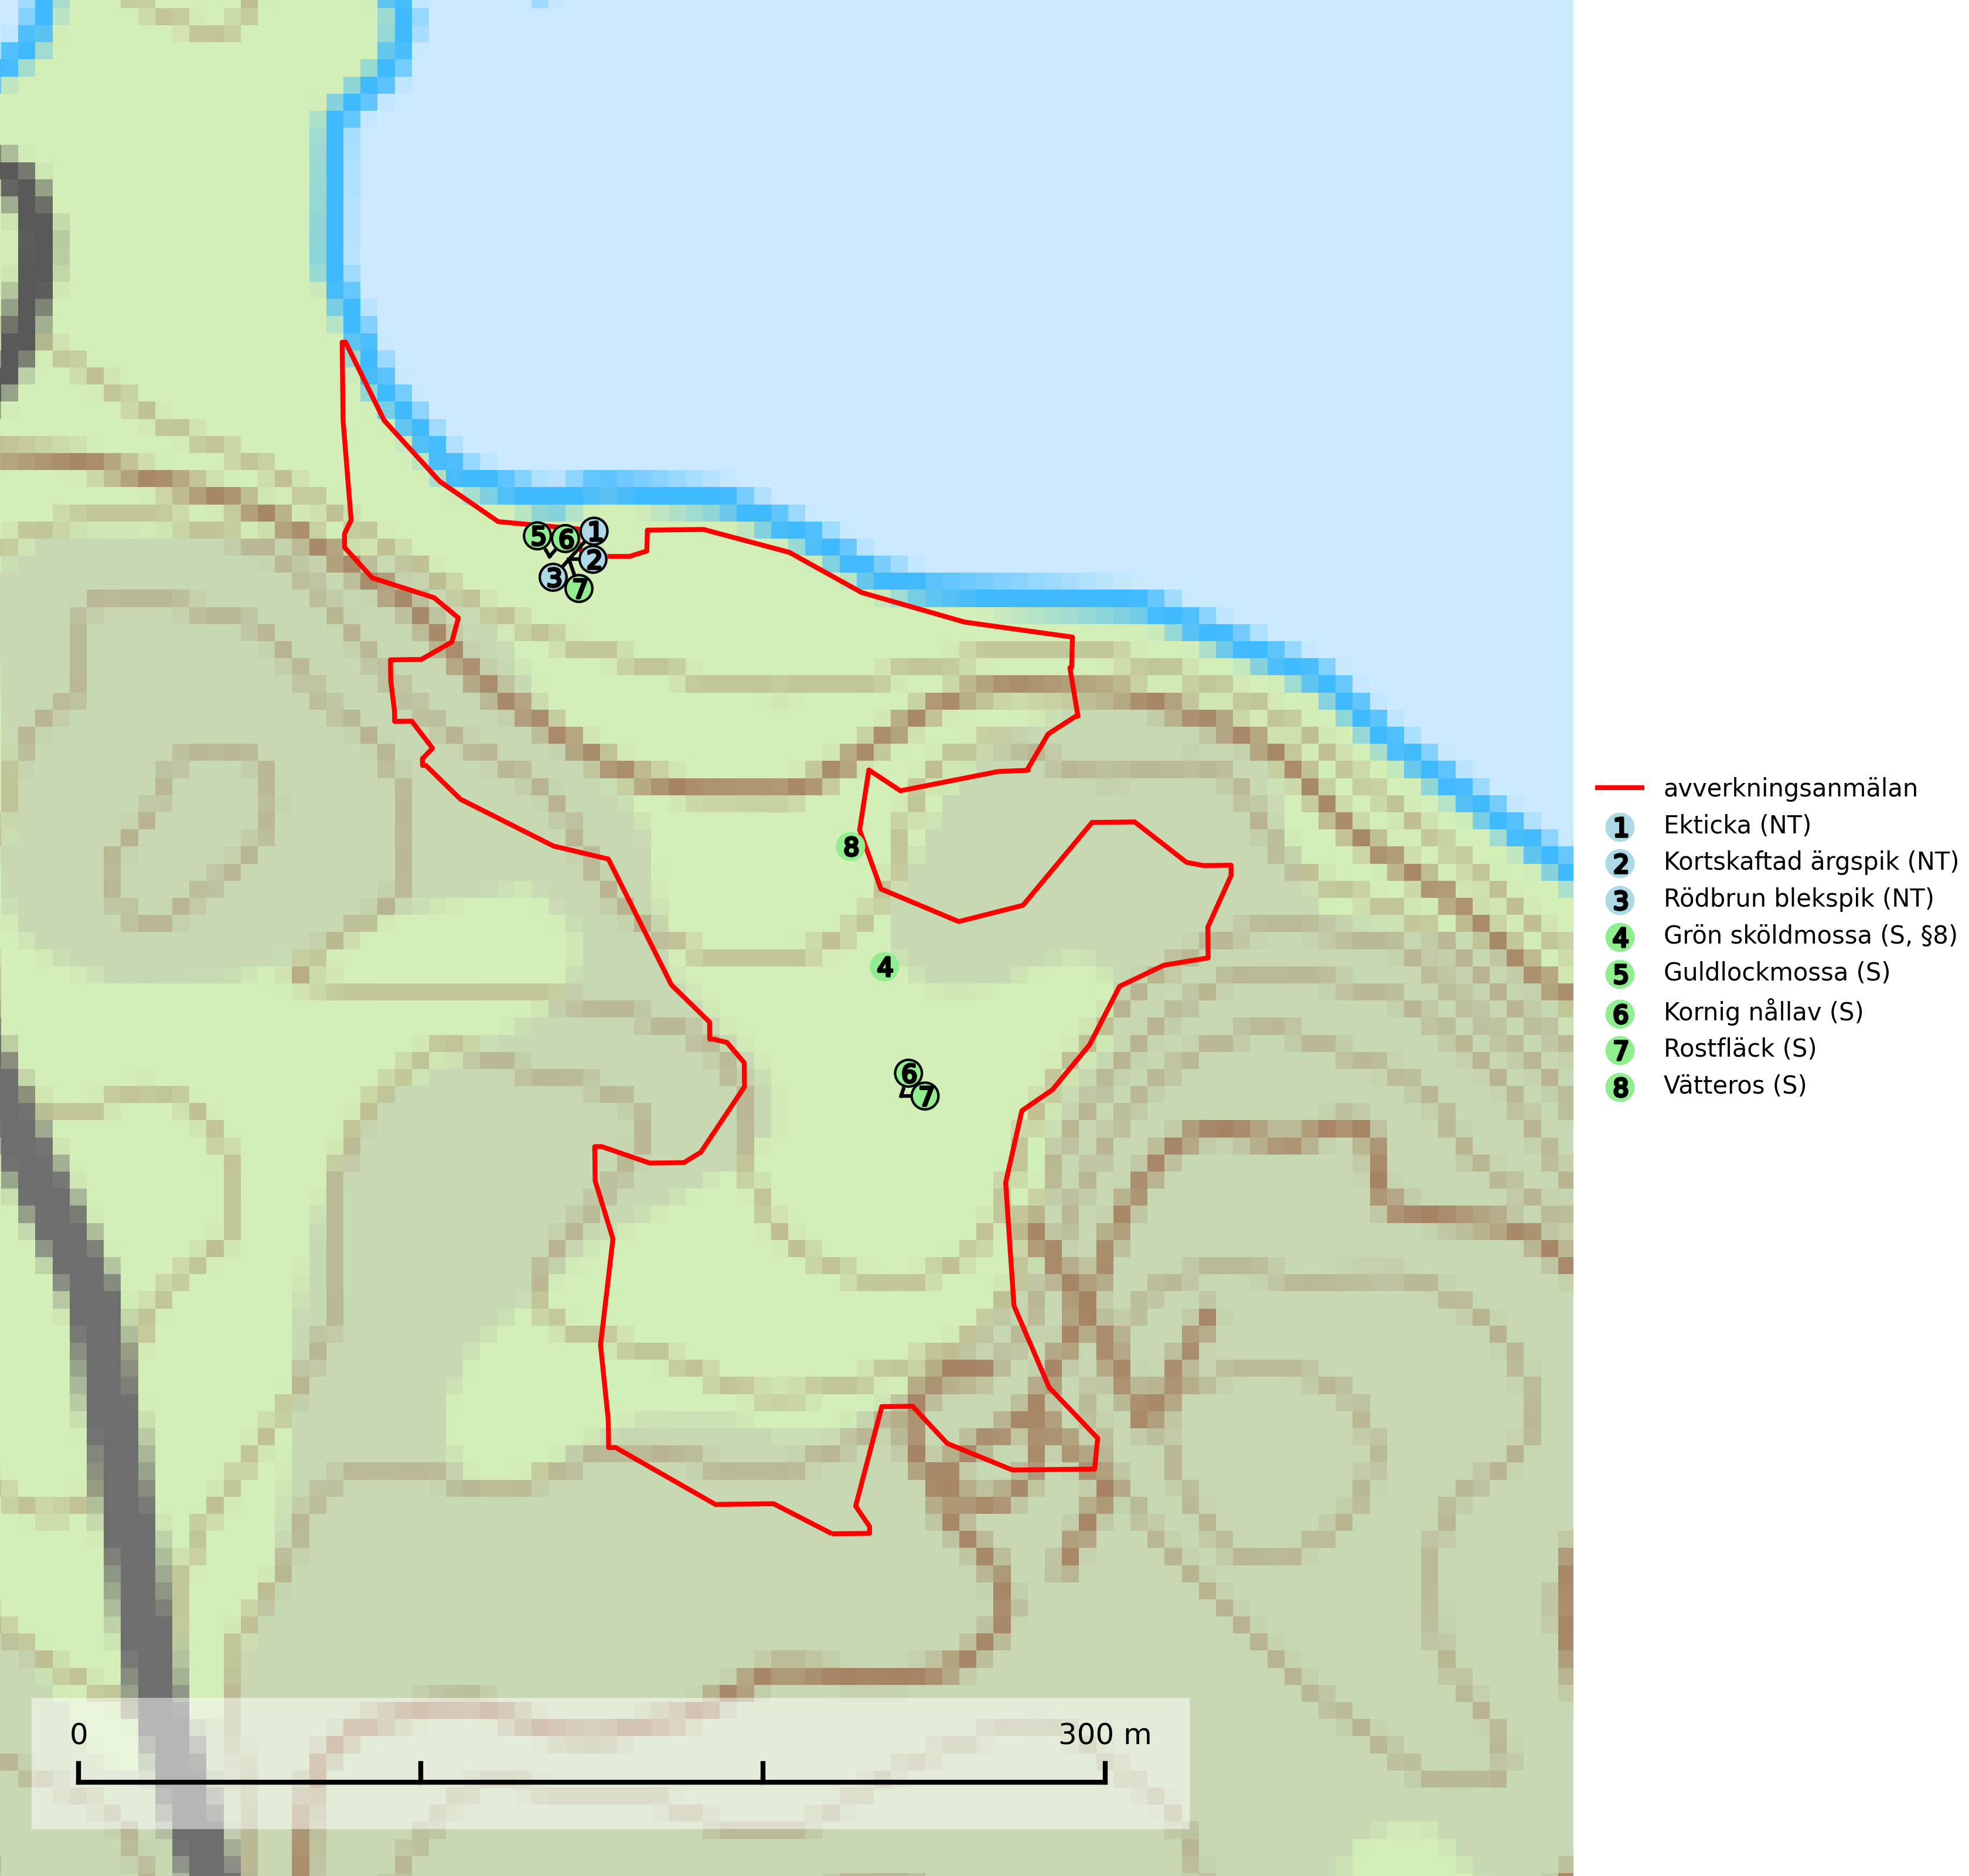 5 6 1
2
3 7
8
4
6
7
avverkningsanmälan
1 Ekticka (NT)
2 Kortskaftad ärgspik (NT)
3 Rödbrun blekspik (NT)
4 Grön sköldmossa (S, §8)
5 Guldlockmossa (S)
6 Kornig nållav (S)
7 Rostfläck (S)
8 Vätteros (S)
0 300 m